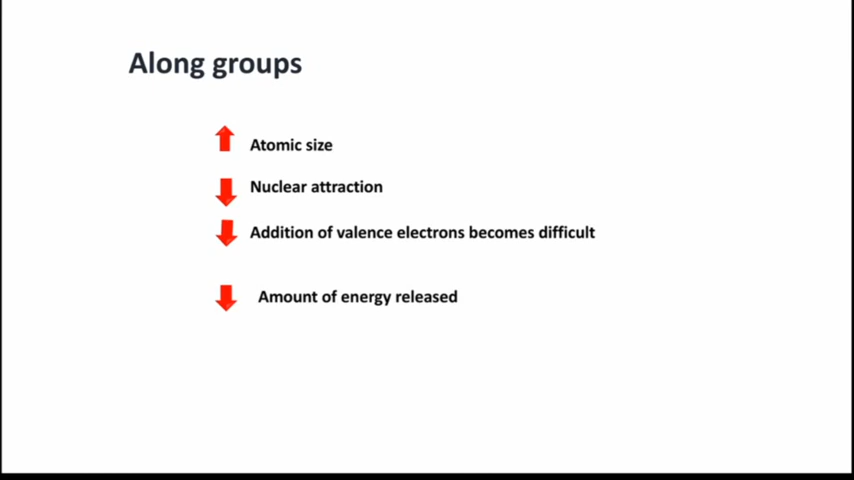 Along groups
Atomic size
Nuclear attraction
Addition of valence electrons becomes difficult
Amount of energy released